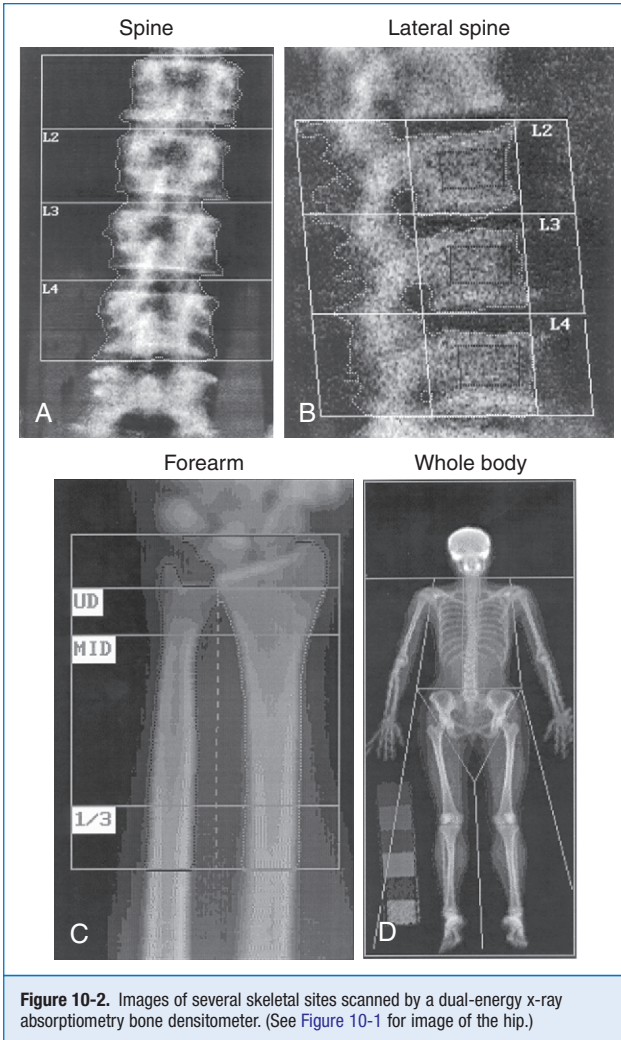 Spine
Lateral spine
L2
L3
L4
A
L2
L3
L4
B
Forearm
Whole body
UD
MID
1/3
C
D
Figure 10-2. Images of several skeletal sites scanned by a dual-energy x-ray
absorptiometry bone densitometer. (See Figure 10-1 for image of the hip.)